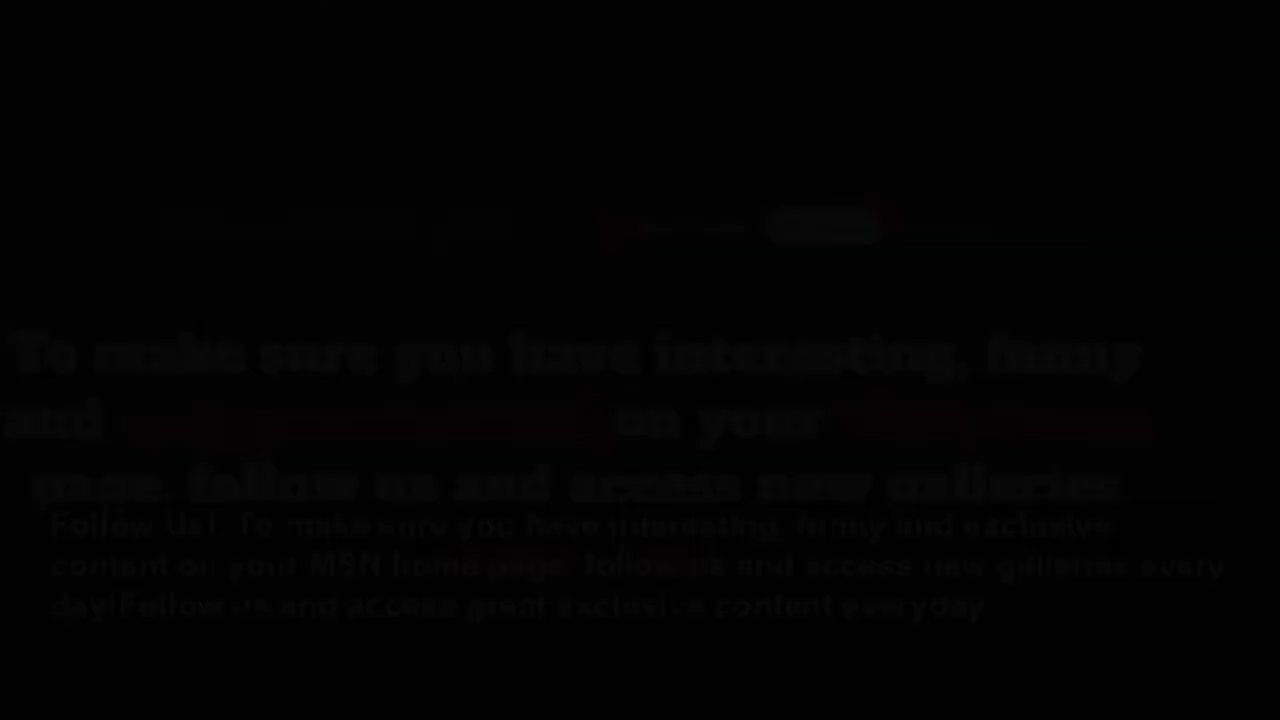 To make sure you have interesting, funny
and on your
page, follow us and access new galleries
Follow Us!. To make sure you have interesting, funny and exclusive
content on your MSN home page, follow us and access new galleries every
day!Follow us and access great exclusive content everyday